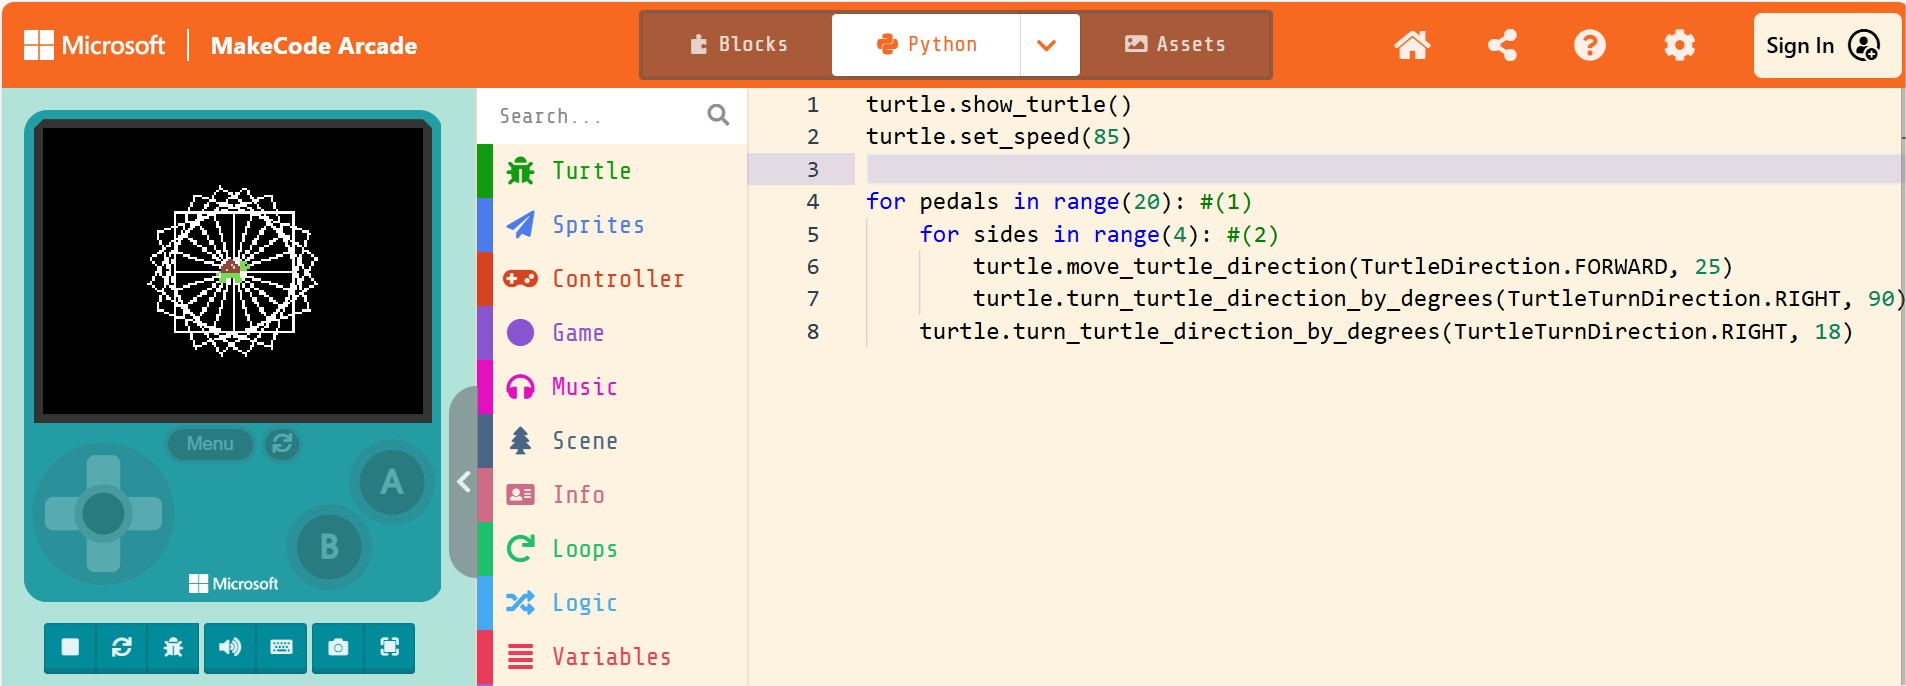 Microsoft | MakeCode Arcade
Blocks
Python
Assets
Sign In
Menu
A
B
Microsoft
Search...
Turtle
Sprites
Controller
Game
Music
Scene
Info
Loops
Logic
Variables
1 turtle.show_turtle()
2 turtle.set_speed(85)
3
4 for pedals in range(20): #(1)
5 for sides in range(4): #(2)
6 turtle.move_turtle_direction(TurtleDirection.FORWARD, 25)
7 turtle.turn_turtle_direction_by_degrees(TurtleTurnDirection.RIGHT, 90)
8 turtle.turn_turtle_direction_by_degrees(TurtleTurnDirection.RIGHT, 18)